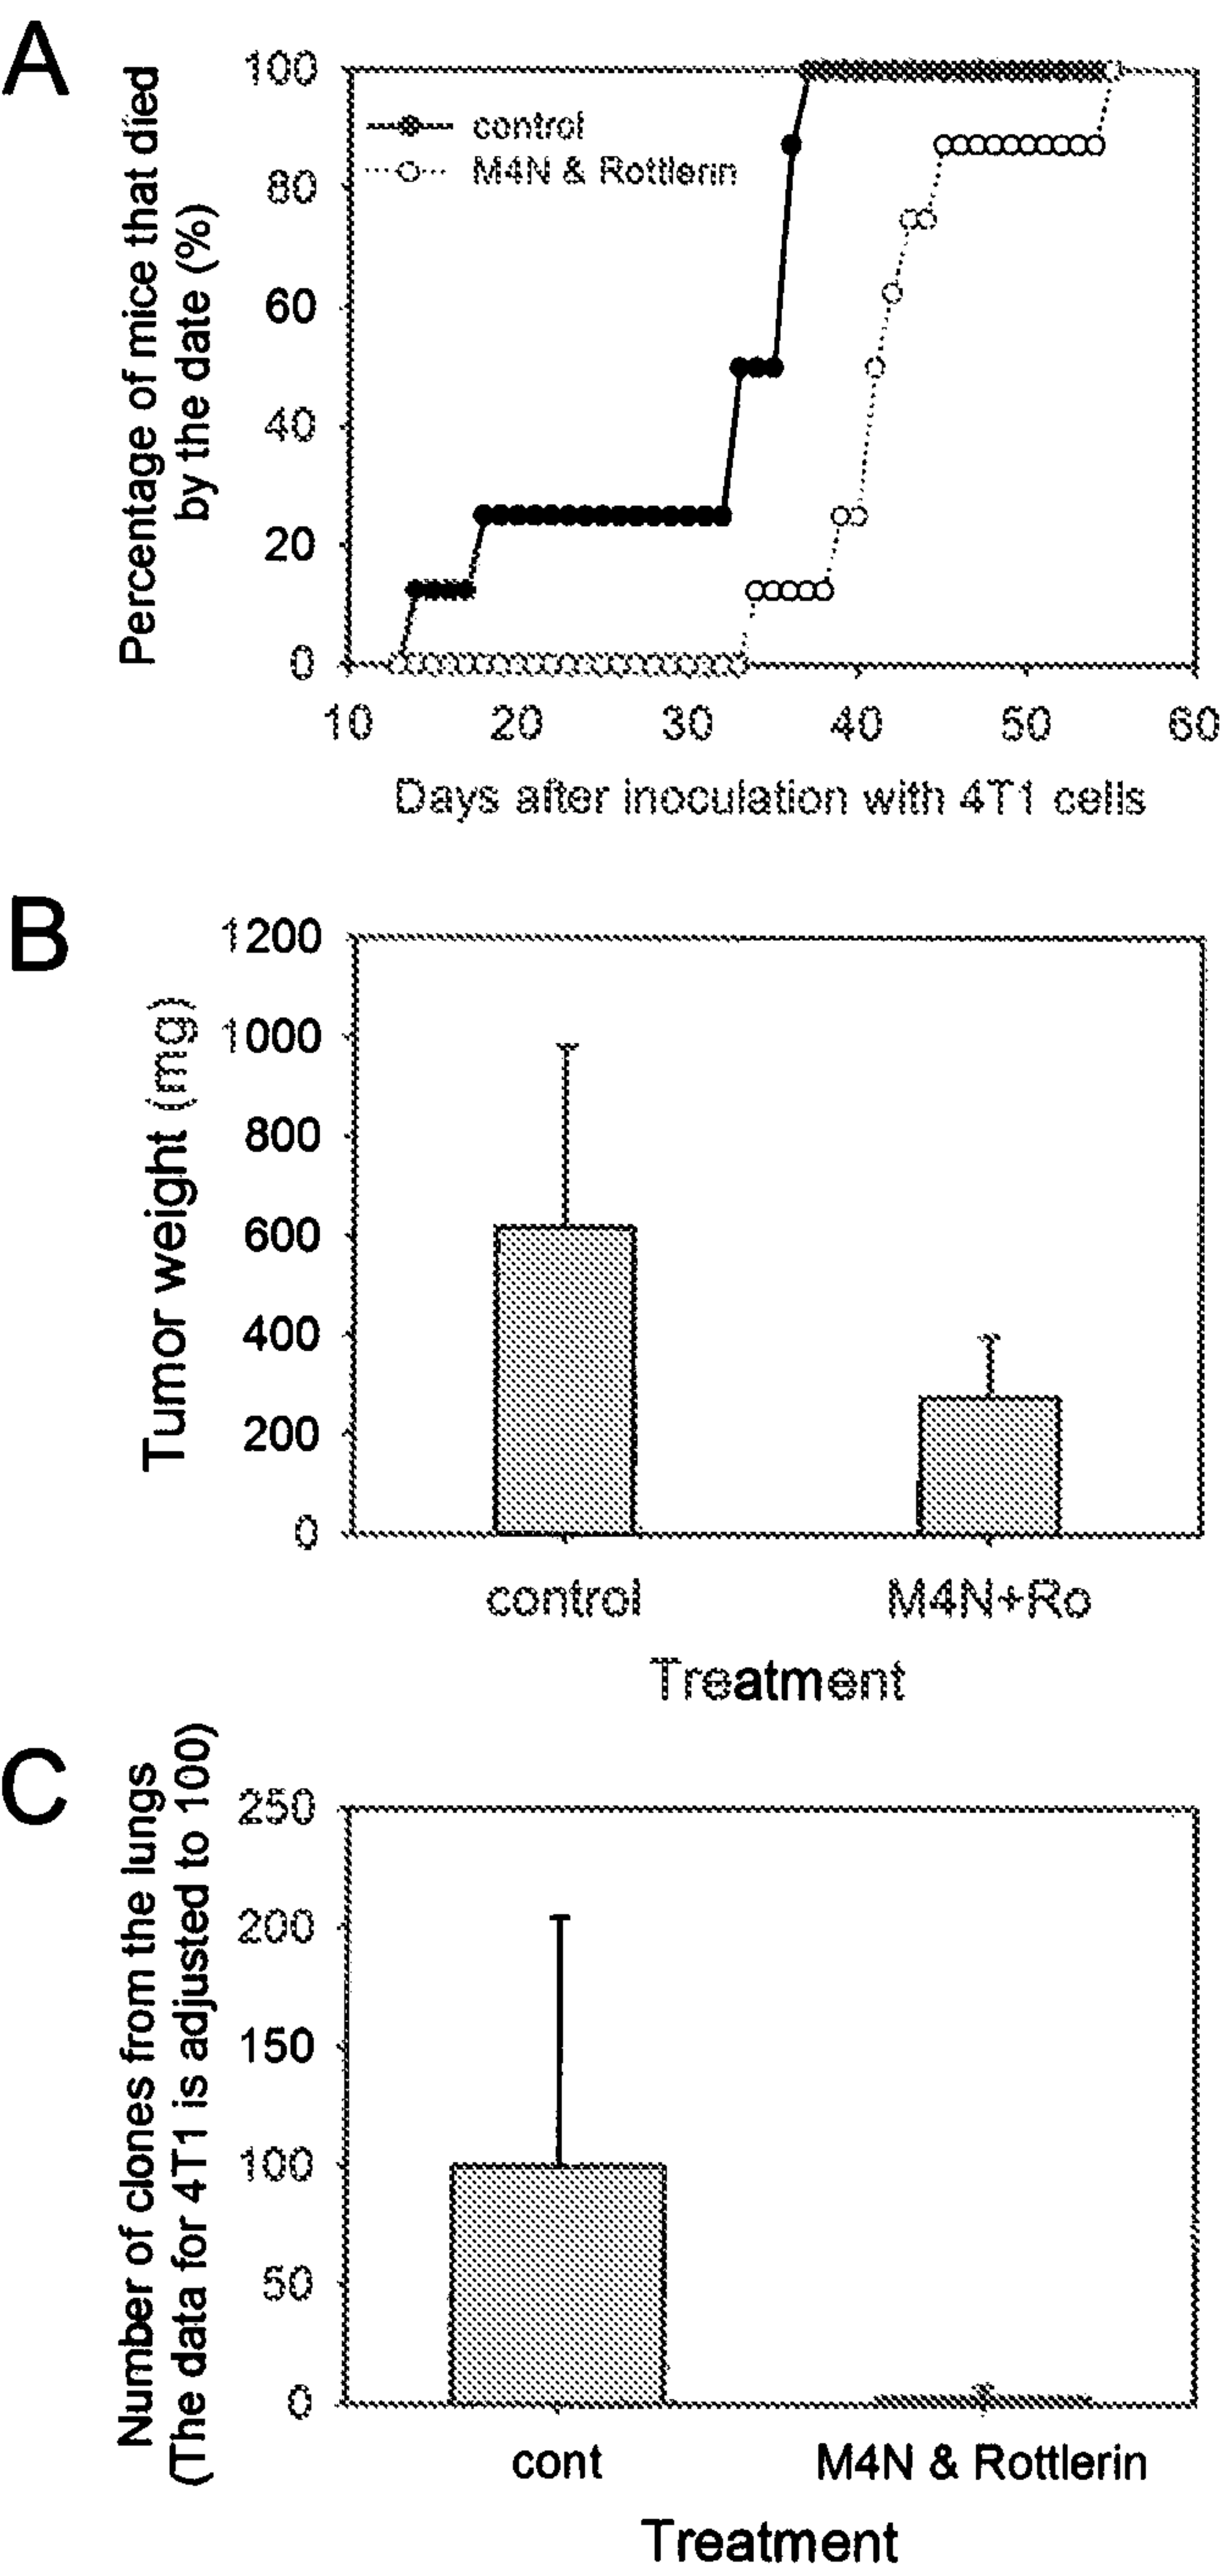 A
Percentage of mice that died
by the date (%)
100
80
60
40
20
0
control
M4N & Rottlerin
10 20 30 40 50 60
Days after inoculation with 4T1 cells
B
Tumor weight (mg)
1200
1000
800
600
400
200
0
control M4N+Ro
Treatment
C
Number of clones from the lungs
(The data for 4T1 is adjusted to 100)
250
200
150
100
50
0
cont M4N & Rottlerin
Treatment